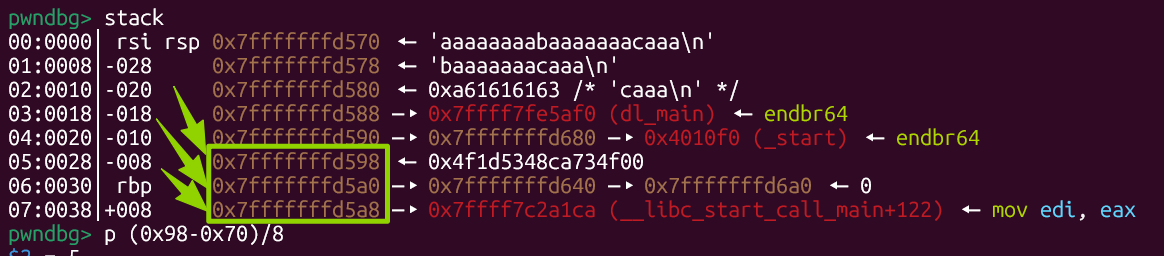 pwndbg> stack
00:0000│ rsi rsp 0x7fffffffd570 ◂— 'aaaaaaaabaaaaaaacaaa\n'
01:0008│-028     0x7fffffffd578 ◂— 'baaaaaaacaaa\n'
02:0010│-020     0x7fffffffd580 ◂— 0xa61616163 /* 'caaa\n' */
03:0018│-018     0x7fffffffd588 —▸ 0x7ffff7fe5af0 (dl_main) ◂— endbr64
04:0020│-010     0x7fffffffd590 —▸ 0x7fffffffd680 —▸ 0x4010f0 (_start) ◂— endbr64
05:0028│-008     0x7fffffffd598 ◂— 0x4f1d5348ca734f00
06:0030│ rbp     0x7fffffffd5a0 —▸ 0x7fffffffd640 —▸ 0x7fffffffd6a0 ◂— 0
07:0038│+008     0x7fffffffd5a8 —▸ 0x7ffff7c2a1ca (__libc_start_call_main+122) ◂— mov edi, eax
pwndbg> p (0x98-0x70)/8